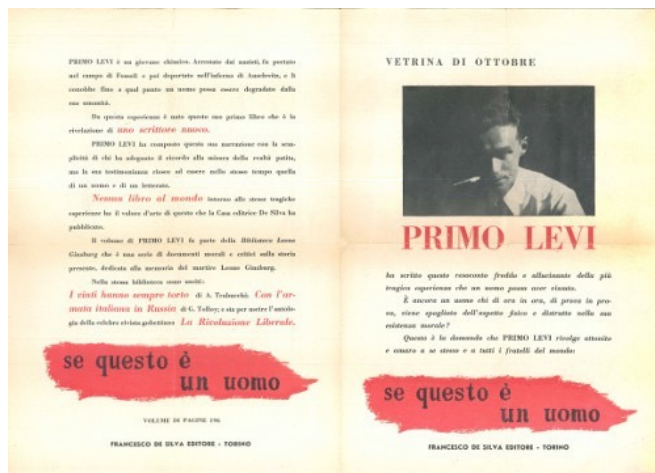 PRIMO LEVI è un giovane chimico. Arrestato dai nazisti, fu portato
nel campo di Fossoli e poi deportato nell'inferno di Auschwitz, e lì
conobbe fino a qual punto un uomo possa essere degradato dalla
sua umanità.
Da questa esperienza è nato questo suo primo libro che è la
rivelazione di uno scrittore nuovo.
PRIMO LEVI ha composto questa sua narrazione con la sem-
plicità di chi ha adeguato il ricordo alla misura della realtà patita,
ma la sua testimonianza riesce ad essere nello stesso tempo quella
di un uomo e di un letterato.
Nessun libro al mondo intorno alle stesse tragiche
esperienze ha il valore d'arte di questo che la Casa editrice De Silva ha
pubblicato.
Il volume di PRIMO LEVI fa parte della Biblioteca Leone
Ginzburg che è una serie di documenti morali e critici sulla storia
presente, dedicata alla memoria del martire Leone Ginzburg.
Nella stessa biblioteca sono usciti:
I vinti hanno sempre torto di A. Tedeschi; Con l'ar-
mata italiana in Russia di G. Tolloy; e sta per uscire l'antolo-
gia della celebre rivista gobettiana La Rivoluzione Liberale.
se questo è
un uomo
VOLUME DI PAGINE 196
FRANCESCO DE SILVA EDITORE - TORINO
VETRINA DI OTTOBRE
PRIMO LEVI
ha scritto questo resoconto freddo e allucinante della più
tragica esperienza che un uomo possa aver vissuta.
È ancora un uomo chi di ora in ora, di prova in pro-
va, viene spogliato dell'aspetto fisico e distrutto nella sua
esistenza morale?
Questa è la domanda che PRIMO LEVI rivolge attonito
e amaro a se stesso e a tutti i fratelli del mondo:
se questo è
un uomo
FRANCESCO DE SILVA EDITORE - TORINO